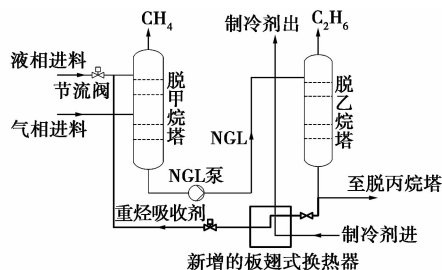 CH₄
制冷剂出
C₂H₆
液相进料
节流阀
气相进料
脱甲烷塔
脱乙烷塔
NGL
NGL泵
至脱丙烷塔
重烃吸收剂
制冷剂进
新增的板翅式换热器